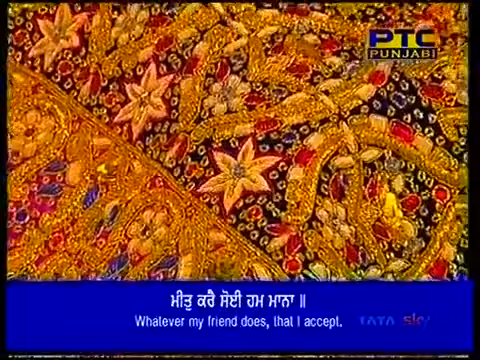 PTC
PUNJABI
ਮੀਤੁ ਕਰੈ ਸੋਈ ਹਮ ਮਾਨਾ ॥
Whatever my friend does, that I accept.
TATA sky